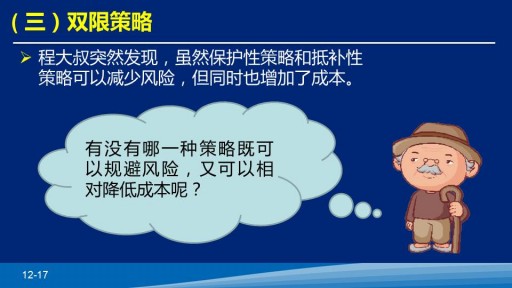 （三）双限策略
程大叔突然发现，虽然保护性策略和抵补性
策略可以减少风险，但同时也增加了成本。
有没有哪一种策略既可
以规避风险，又可以相
对降低成本呢？
12-17